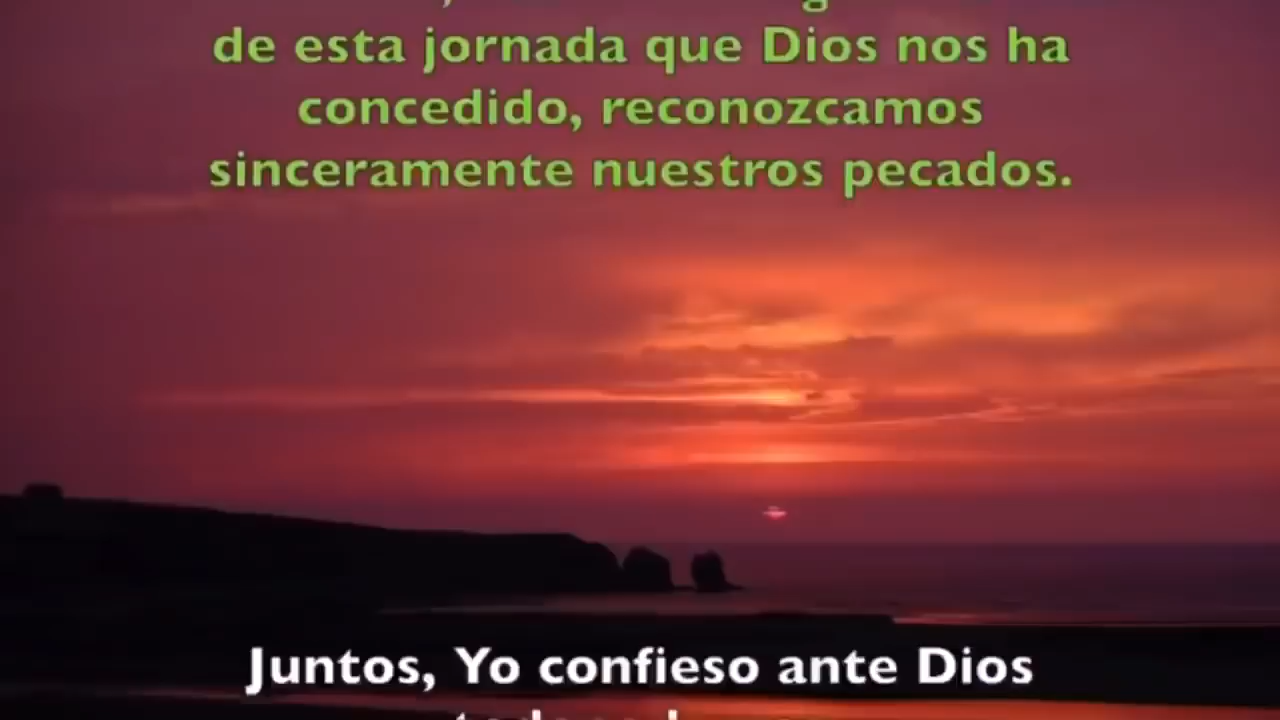 de esta jornada que Dios nos ha
concedido, reconozcamos
sinceramente nuestros pecados.
Juntos, Yo confieso ante Dios